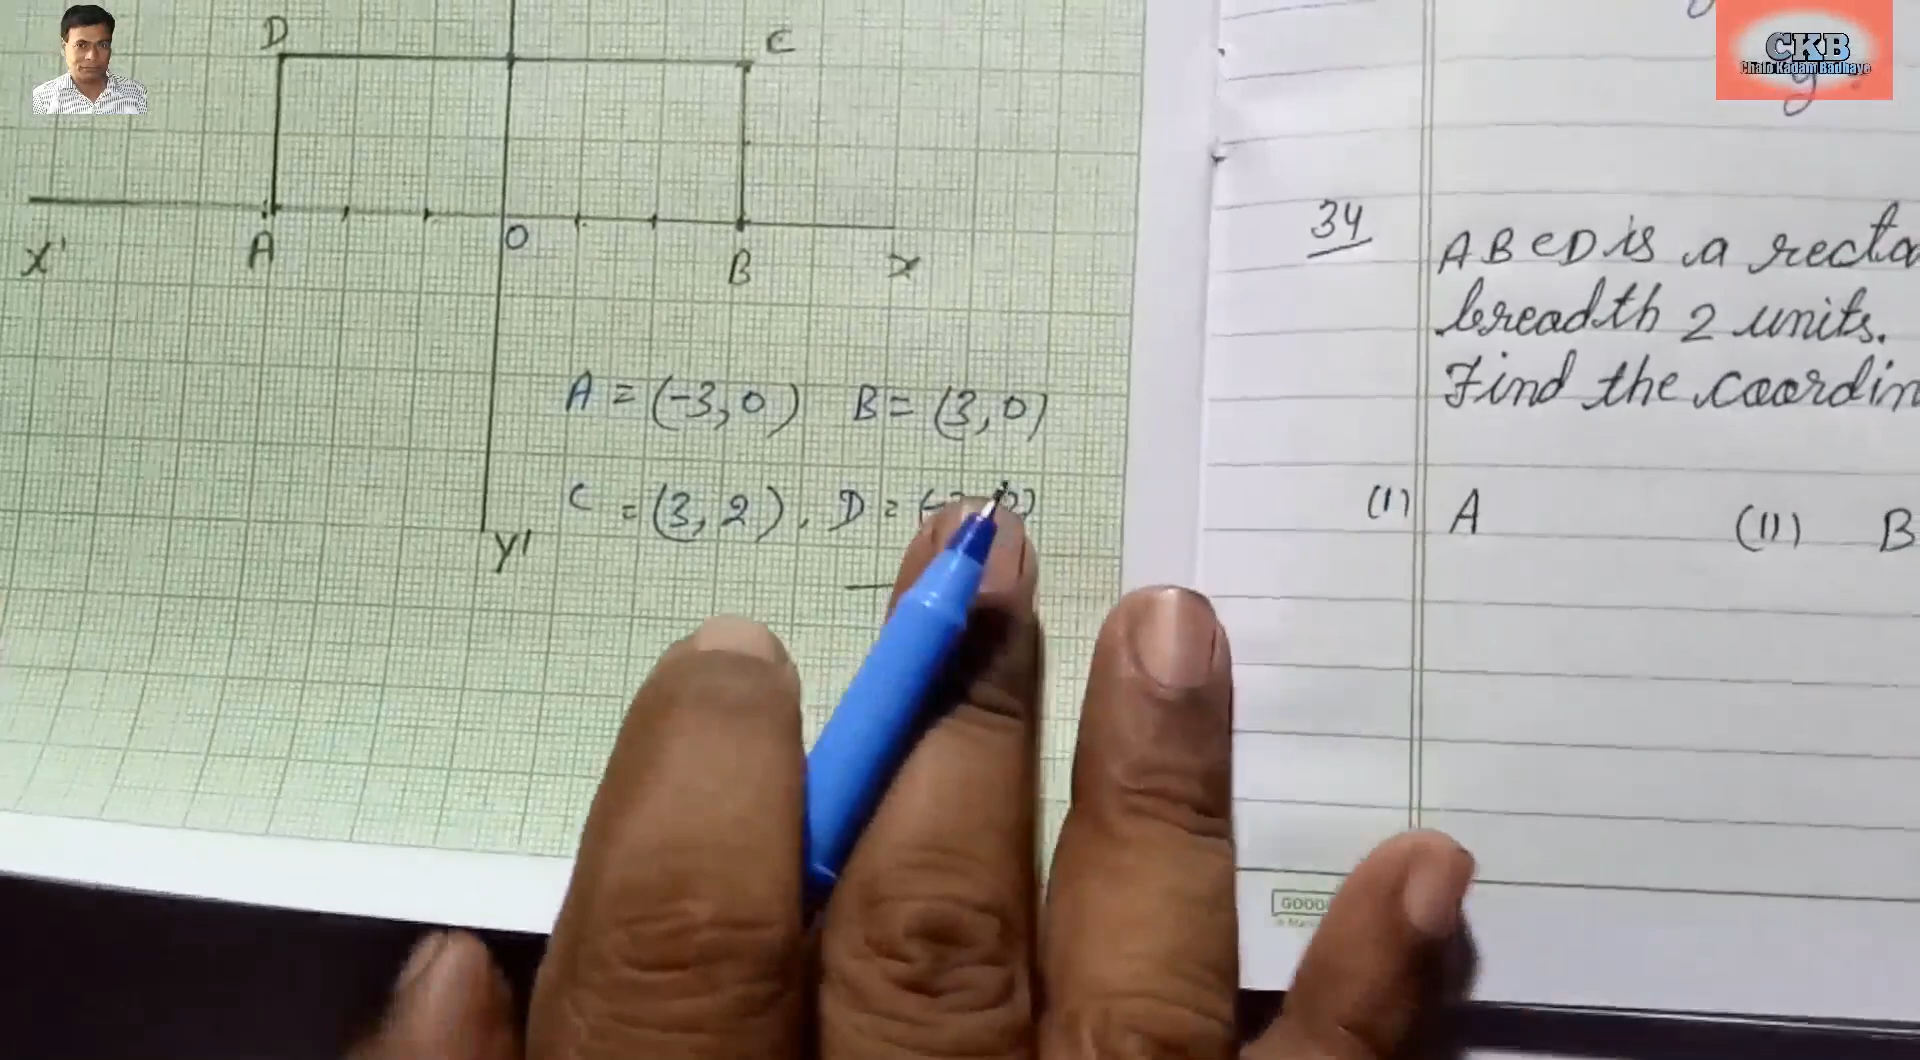 D C
X' A O B X
A = (-3, 0) B = (3, 0)
C = (3, 2), D =
Y'
CKB
Chalo Kadam Badhaye
34
ABCD is a recta
breadth 2 units.
Find the coordin
(I) A (II) B